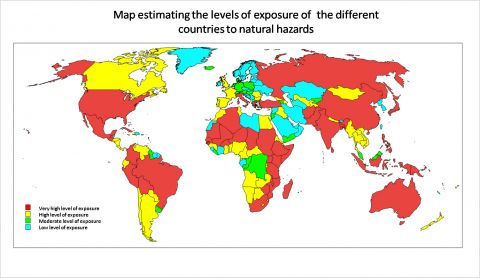 Map estimating the levels of exposure of the different
countries to natural hazards
Very high level of exposure
High level of exposure
Moderate level of exposure
Low level of exposure